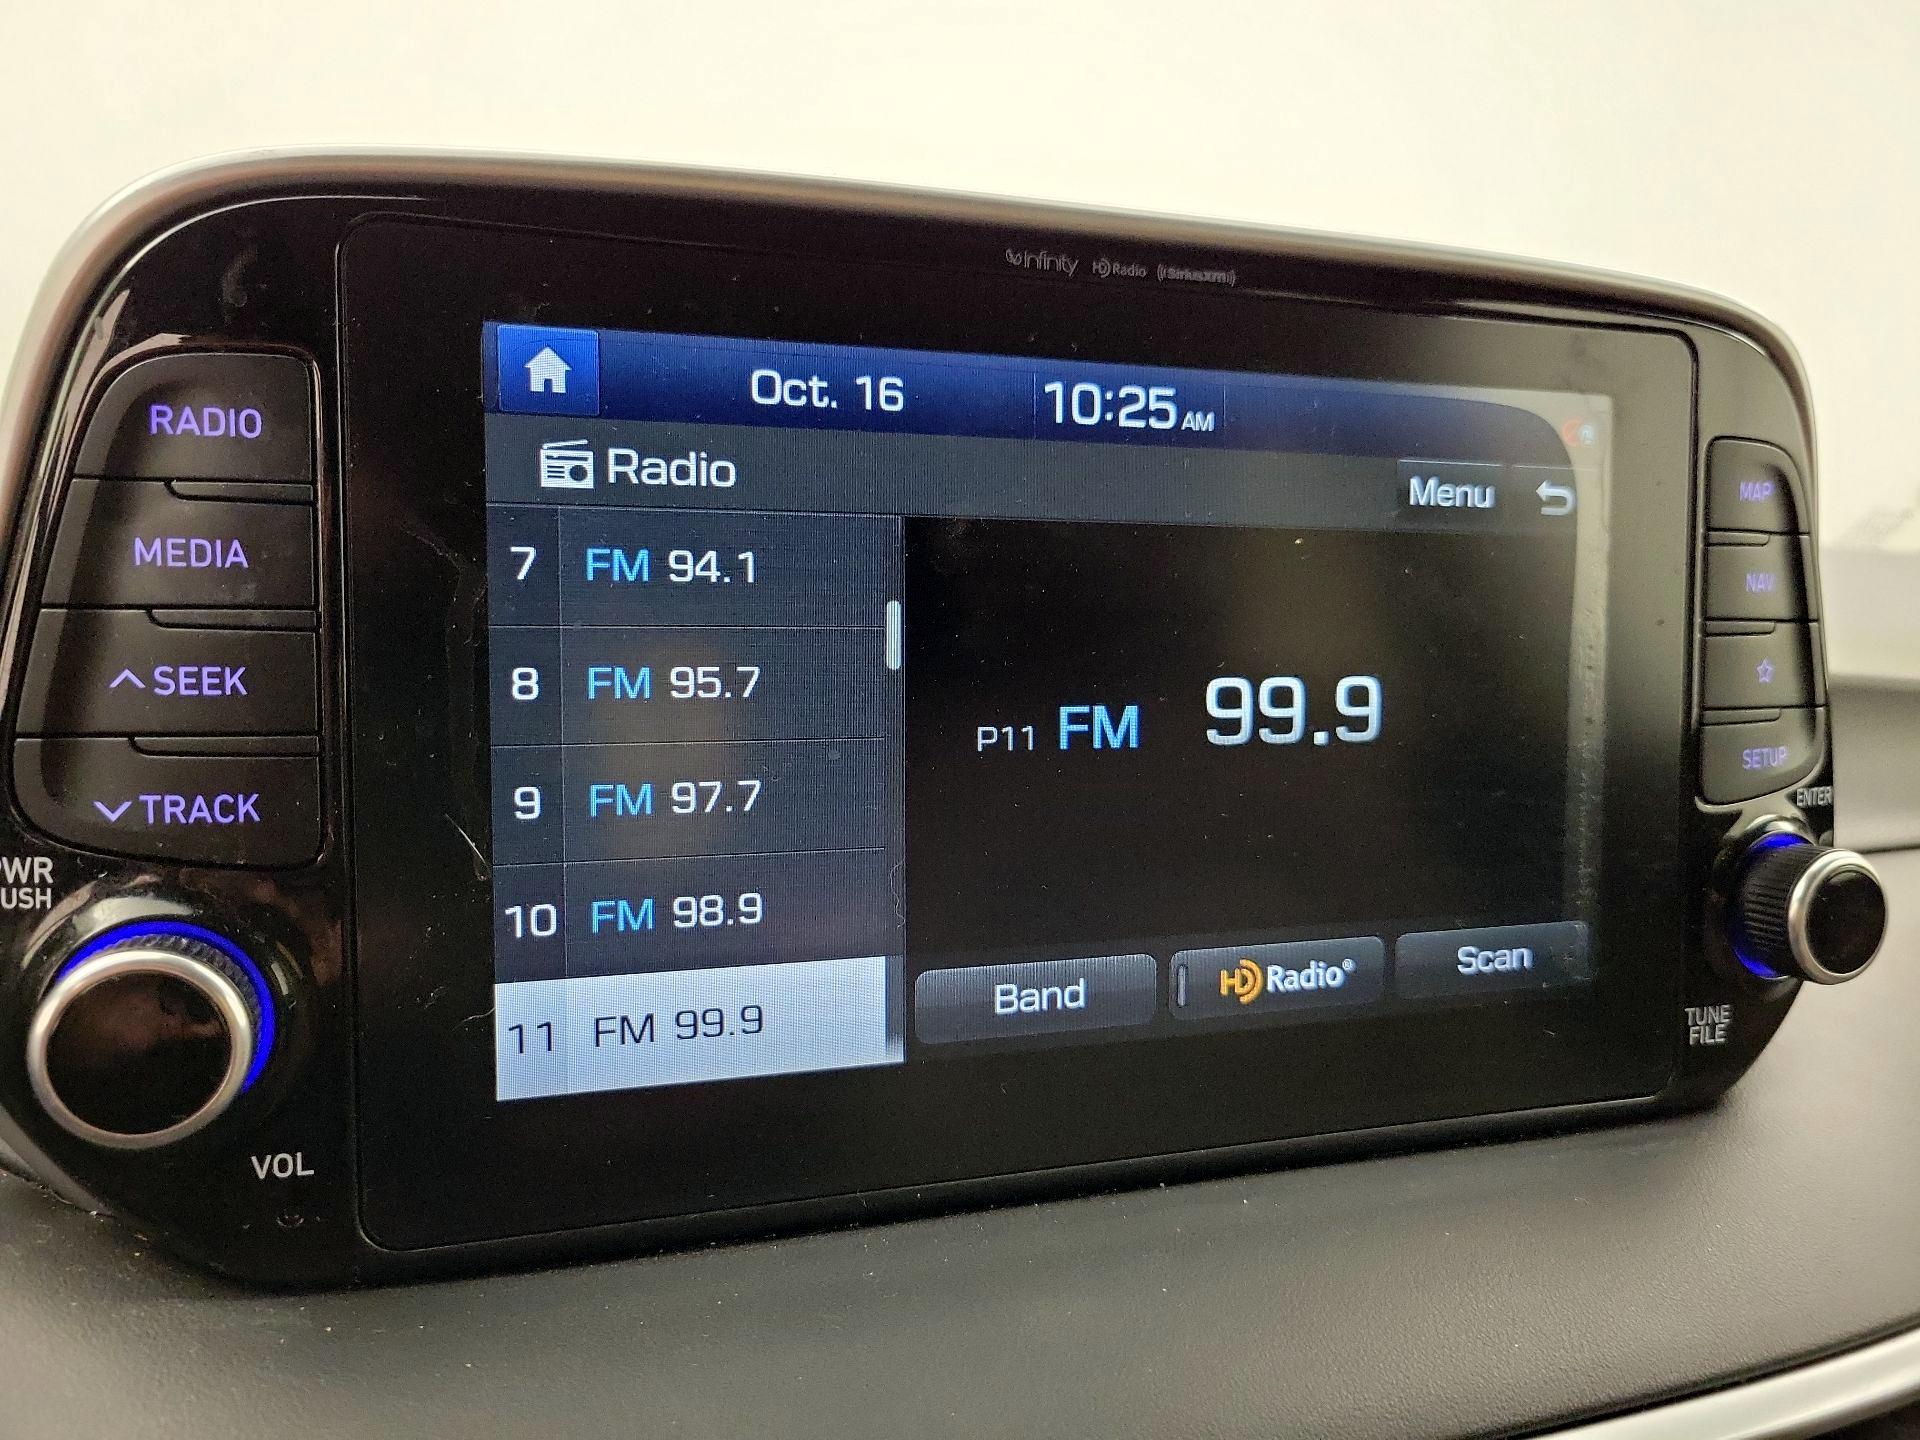 Infinity HD Radio ((SiriusXM))
Oct. 16 10:25 AM
Radio
Menu
7 FM 94.1
8 FM 95.7
9 FM 97.7
10 FM 98.9
11 FM 99.9
P11 FM 99.9
Band
HD Radio®
Scan
RADIO
MEDIA
SEEK
TRACK
PWR
PUSH
VOL
MAP
NAV
SETUP
ENTER
TUNE
FILE